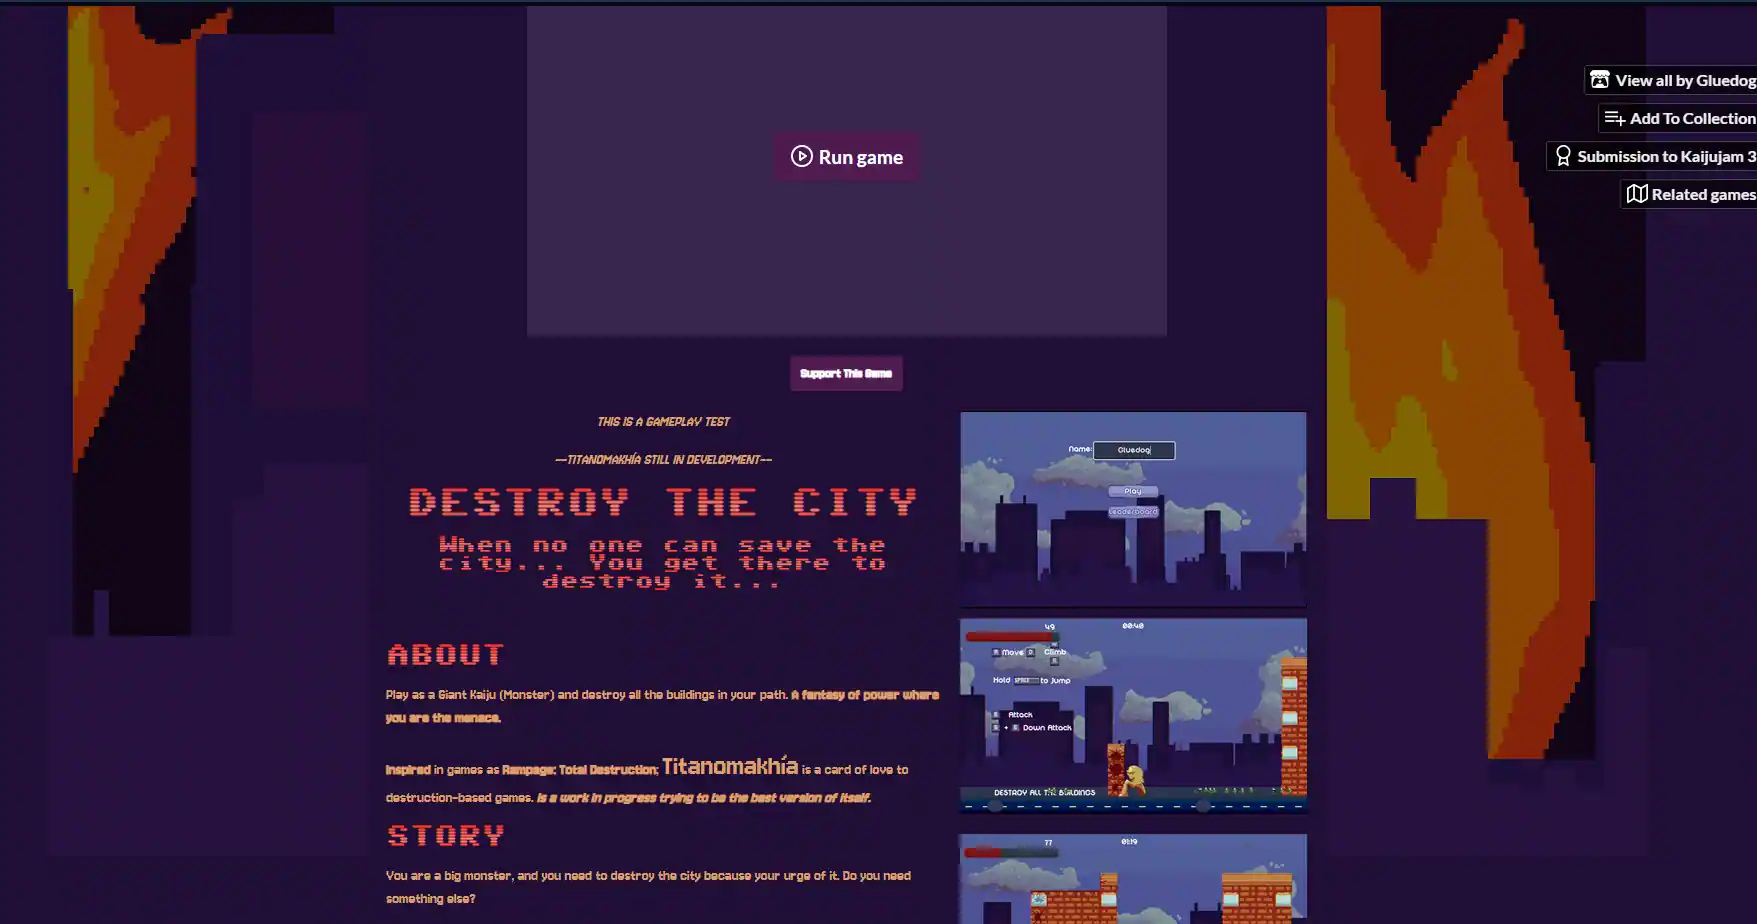 Run game
View all by Gluedog
Add To Collection
Submission to Kaijujam 3
Related games
Support This Game
THIS IS A GAMEPLAY TEST
--TITANOMAKHÍA STILL IN DEVELOPMENT--
DESTROY THE CITY
When no one can save the
city... You get there to
destroy it...
ABOUT
Play as a Giant Kaiju (Monster) and destroy all the buildings in your path. A fantasy of power where
you are the menace.
Inspired in games as Rampage: Total Destruction; Titanomakhía is a card of love to
destruction-based games. Is a work in progress trying to be the best version of itself.
STORY
You are a big monster, and you need to destroy the city because your urge of it. Do you need
something else?
Name: Gluedog
Play
Leaderboard
49 00:40
Move Climb
Hold SPACE to Jump
Attack
+ Down Attack
DESTROY ALL THE BUILDINGS
77 01:19